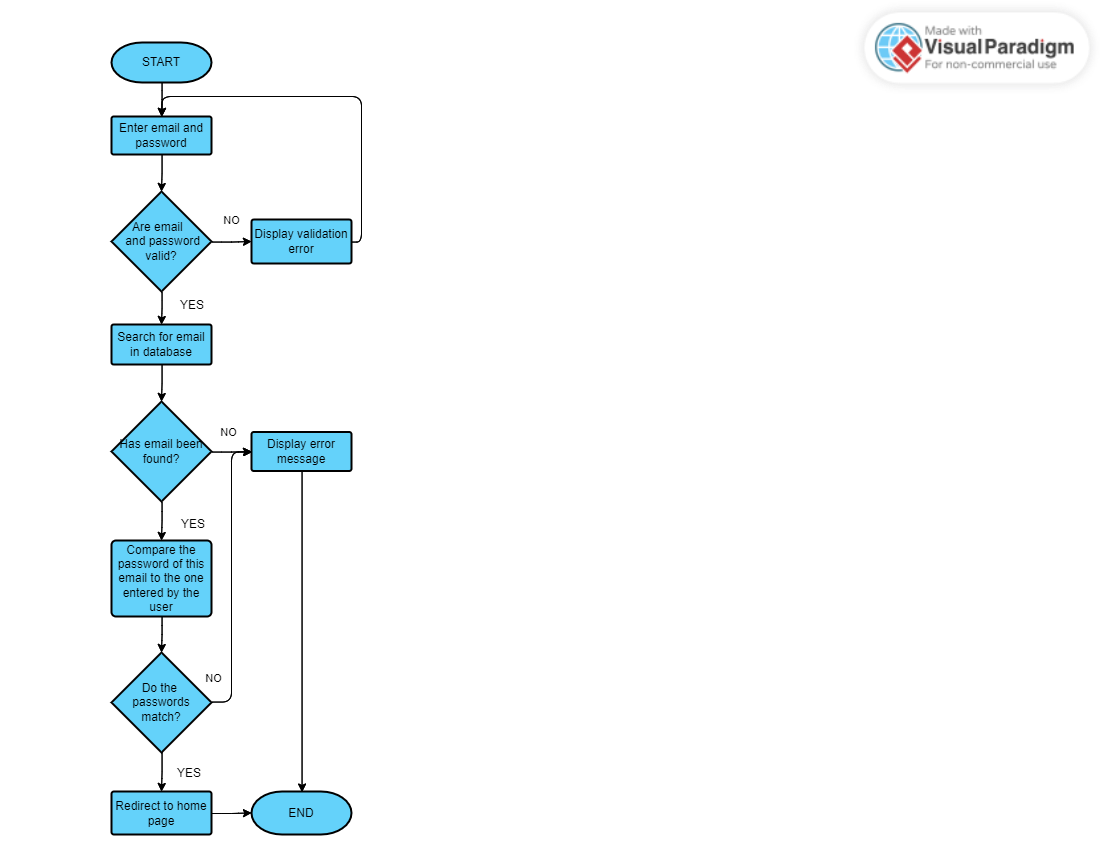 Made with
Visual Paradigm
For non-commercial use
START
Enter email and
password
Are email
and password
valid?
NO
Display validation
error
YES
Search for email
in database
Has email been
found?
NO
Display error
message
YES
Compare the
password of this
email to the one
entered by the
user
Do the
passwords
match?
NO
YES
Redirect to home
page
END